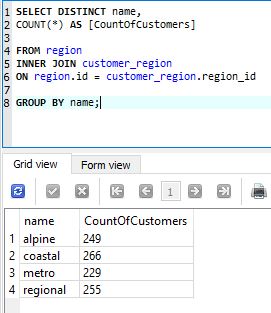 1 SELECT DISTINCT name,
2 COUNT(*) AS [CountOfCustomers]
3
4 FROM region
5 INNER JOIN customer_region
6 ON region.id = customer_region.region_id
7
8 GROUP BY name;
Grid view Form view
1
name CountOfCustomers
1 alpine 249
2 coastal 266
3 metro 229
4 regional 255